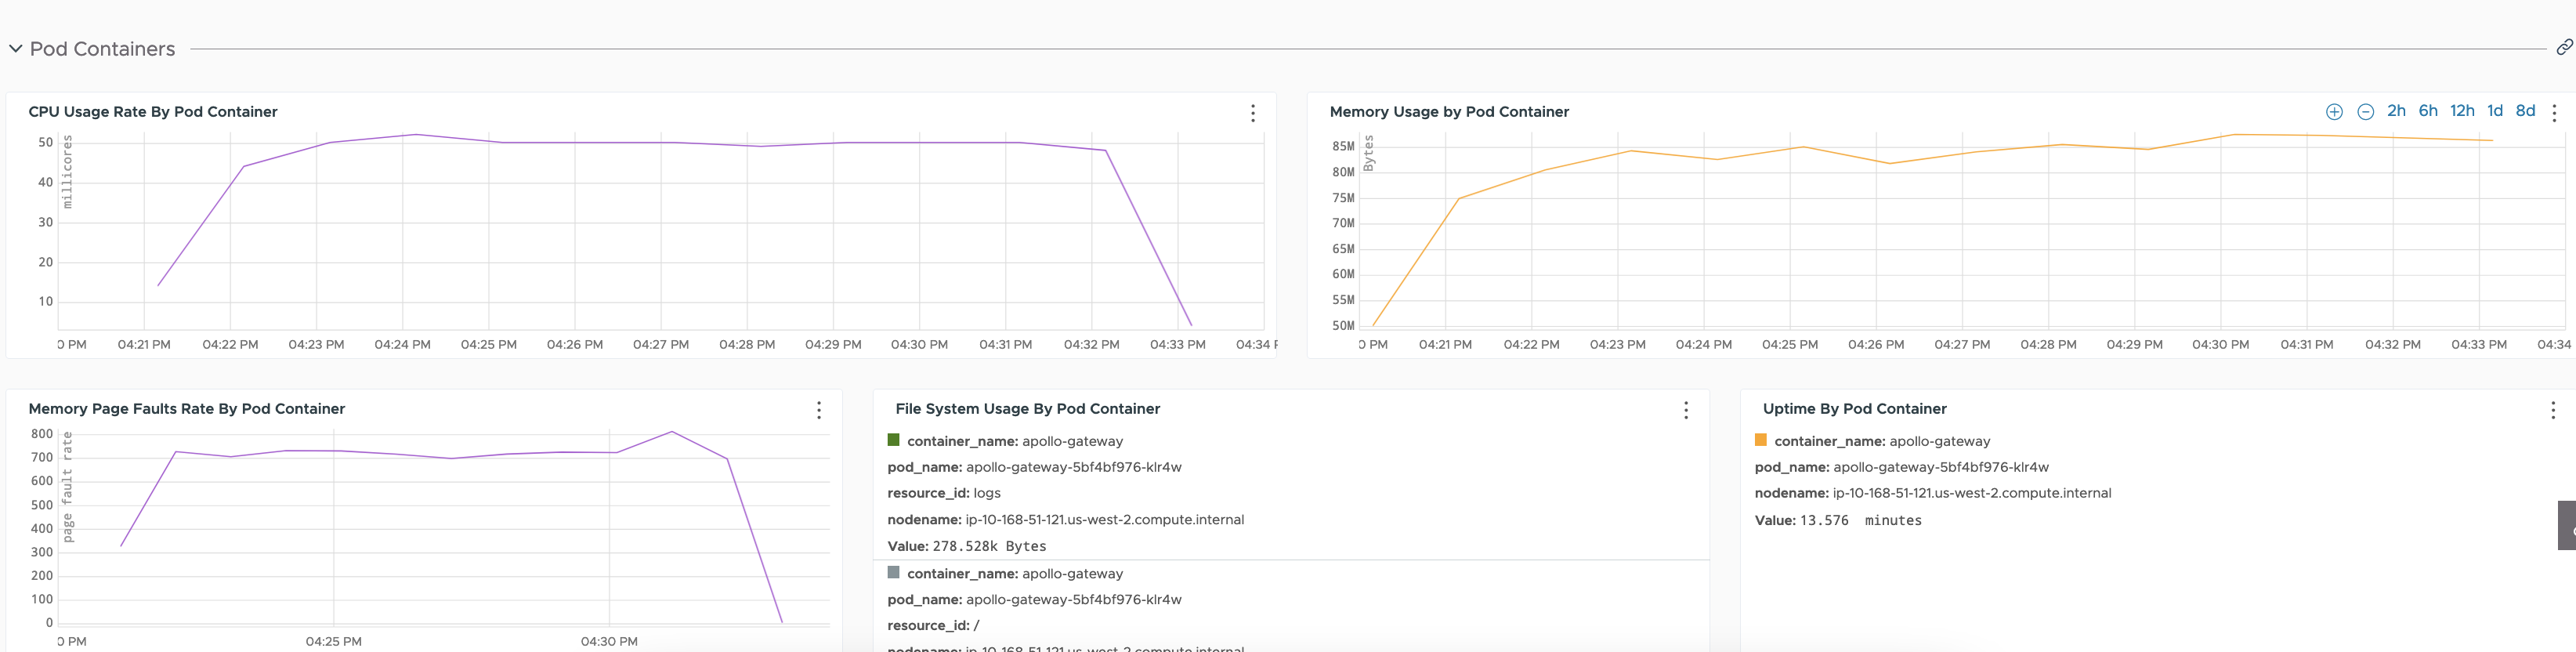 Pod Containers
CPU Usage Rate By Pod Container
50
40
30
20
10
millicores
0 PM 04:21 PM 04:22 PM 04:23 PM 04:24 PM 04:25 PM 04:26 PM 04:27 PM 04:28 PM 04:29 PM 04:30 PM 04:31 PM 04:32 PM 04:33 PM 04:34
Memory Usage by Pod Container
2h 6h 12h 1d 8d
85M
80M
75M
70M
65M
60M
55M
50M
Bytes
0 PM 04:21 PM 04:22 PM 04:23 PM 04:24 PM 04:25 PM 04:26 PM 04:27 PM 04:28 PM 04:29 PM 04:30 PM 04:31 PM 04:32 PM 04:33 PM 04:34
Memory Page Faults Rate By Pod Container
800
700
600
500
400
300
200
100
0
page fault rate
0 PM 04:25 PM 04:30 PM
File System Usage By Pod Container
container_name: apollo-gateway
pod_name: apollo-gateway-5bf4bf976-klr4w
resource_id: logs
nodename: ip-10-168-51-121.us-west-2.compute.internal
Value: 278.528k Bytes
container_name: apollo-gateway
pod_name: apollo-gateway-5bf4bf976-klr4w
resource_id: /
nodename: ip-10-168-51-121.us-west-2.compute.internal
Uptime By Pod Container
container_name: apollo-gateway
pod_name: apollo-gateway-5bf4bf976-klr4w
nodename: ip-10-168-51-121.us-west-2.compute.internal
Value: 13.576 minutes